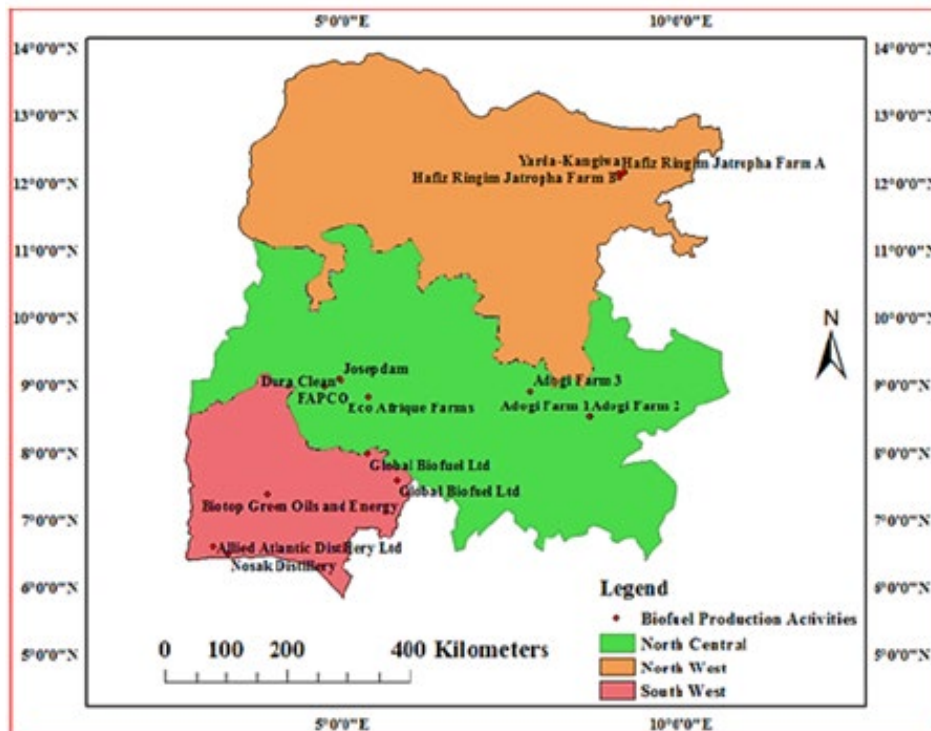 5°0'0"E 10°0'0"E
14°0'0"N 14°0'0"N
13°0'0"N 13°0'0"N
Yarda-Kangiwa Hafiz Ringim Jatropha Farm A
12°0'0"N Hafiz Ringim Jatropha Farm B 12°0'0"N
11°0'0"N 11°0'0"N
10°0'0"N 10°0'0"N
N
Josepdam
9°0'0"N Dura Clean Adogi Farm 3 9°0'0"N
FAPCO Eco Afrique Farms Adogi Farm 1 Adogi Farm 2
8°0'0"N 8°0'0"N
Global Biofuel Ltd
Global Biofuel Ltd
Biotop Green Oils and Energy
7°0'0"N 7°0'0"N
Allied Atlantic Distillery Ltd
Nosak Distillery
6°0'0"N 6°0'0"N
Legend
Biofuel Production Activities
North Central
North West
South West
5°0'0"N 5°0'0"N
0 100 200 400 Kilometers
5°0'0"E 10°0'0"E